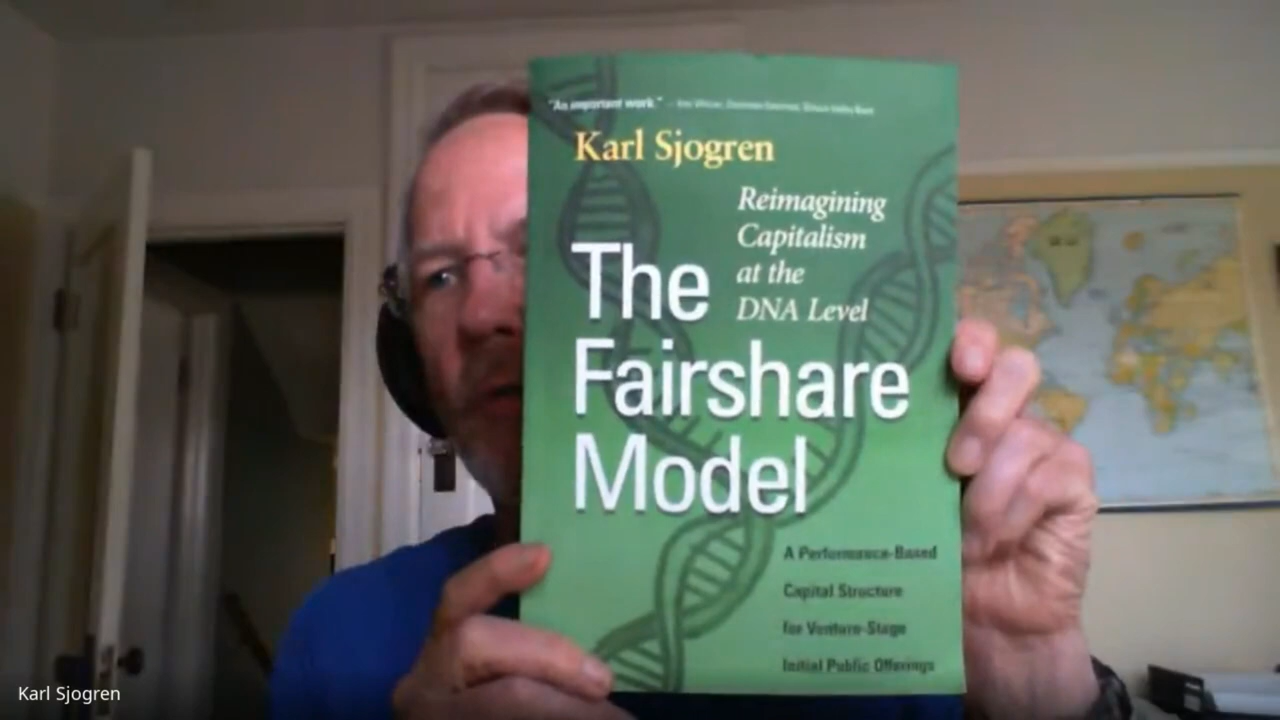 "An important work."
Karl Sjogren
Reimagining
Capitalism
at the
DNA Level
The
Fairshare
Model
A Performance-Based
Capital Structure
for Venture-Stage
Initial Public Offerings
Karl Sjogren